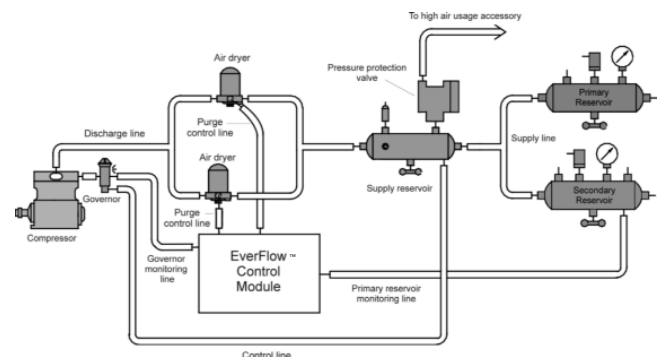 To high air usage accessory
Air dryer
Pressure protection
valve
Primary
Reservoir
Purge
control line
Discharge line
Supply line
Air dryer
Secondary
Reservoir
Supply reservoir
Governor
Purge
control line
Compressor
EverFlow™
Control
Module
Governor
monitoring
line
Primary reservoir
monitoring line
Control line